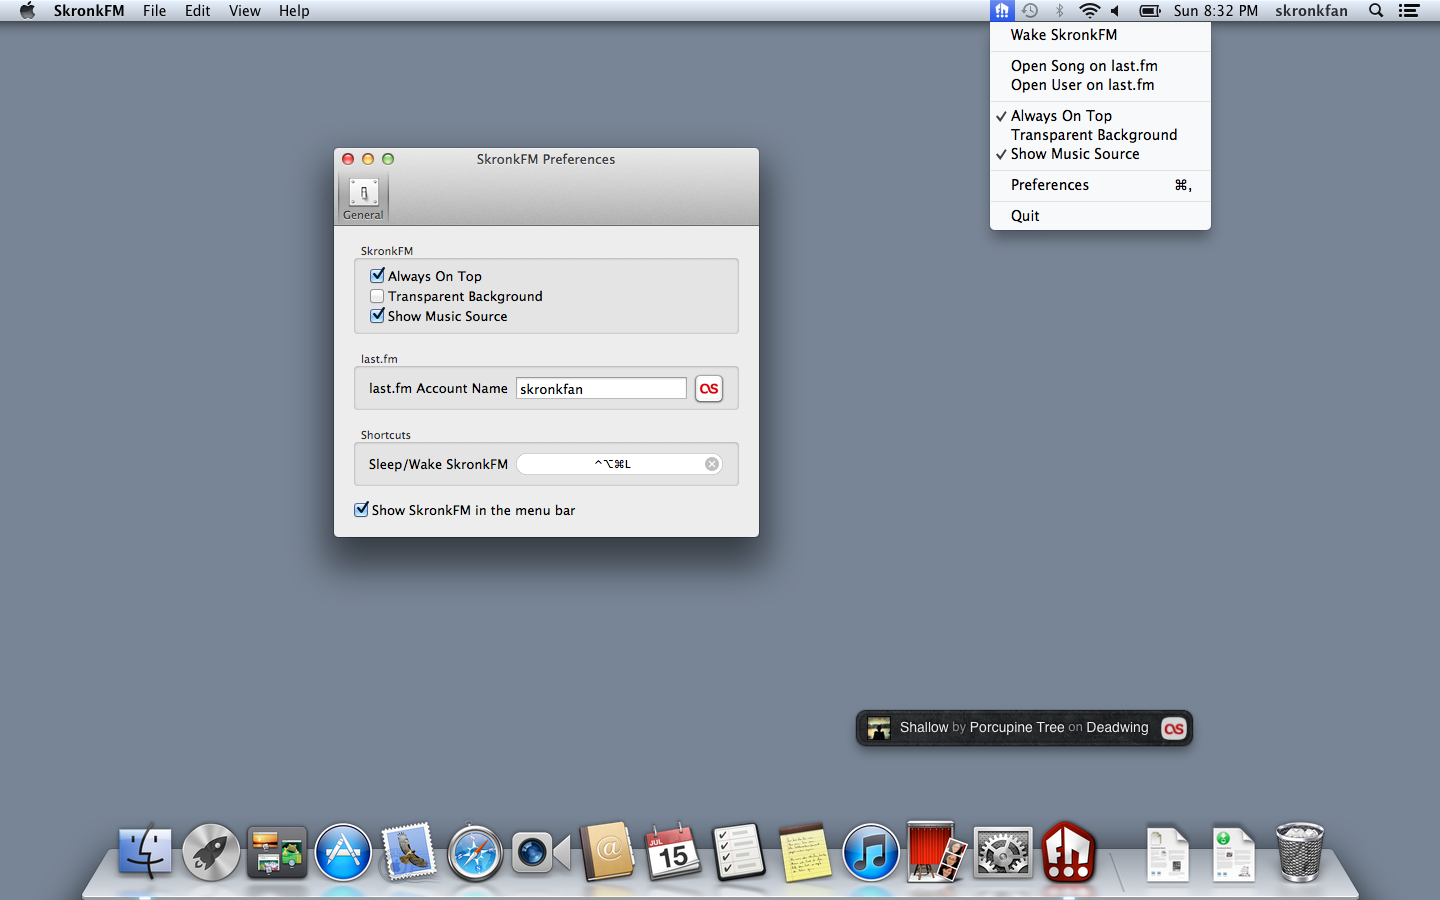 SkronkFM File Edit View Help Sun 8:32 PM skronkfan
Wake SkronkFM
Open Song on last.fm
Open User on last.fm
✓ Always On Top
Transparent Background
✓ Show Music Source
Preferences ⌘,
Quit
SkronkFM Preferences
General
SkronkFM
Always On Top
Transparent Background
Show Music Source
last.fm
last.fm Account Name skronkfan
Shortcuts
Sleep/Wake SkronkFM ^⌥⌘L
Show SkronkFM in the menu bar
Shallow by Porcupine Tree on Deadwing
JUL
15